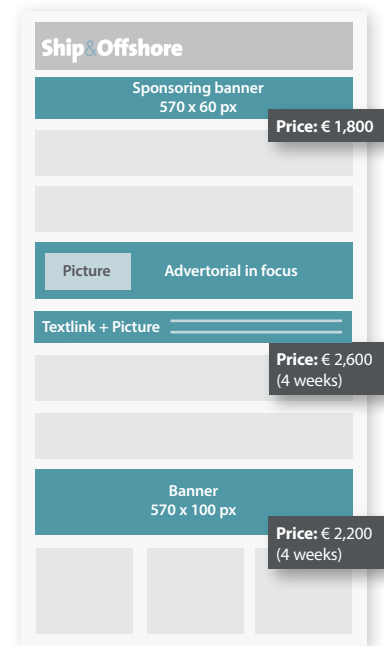 Ship&Offshore
Sponsoring banner
570 x 60 px
Price: € 1,800
Picture
Advertorial in focus
Textlink + Picture
Price: € 2,600
(4 weeks)
Banner
570 x 100 px
Price: € 2,200
(4 weeks)